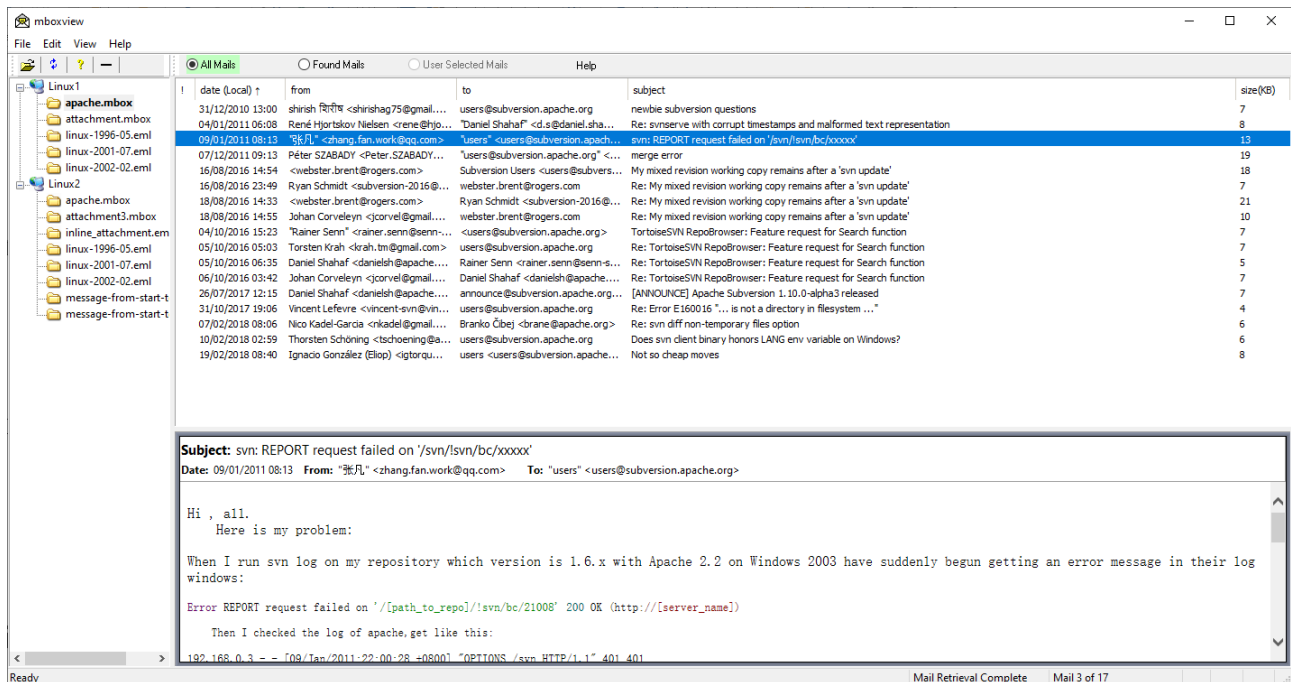 mboxview
File Edit View Help
All Mails Found Mails User Selected Mails Help
Linux1
apache.mbox
attachment.mbox
linux-1996-05.eml
linux-2001-07.eml
linux-2002-02.eml
Linux2
apache.mbox
attachment3.mbox
inline_attachment.em
linux-1996-05.eml
linux-2001-07.eml
linux-2002-02.eml
message-from-start-t
message-from-start-t
! date (Local) ↑ from to subject size(KB)
31/12/2010 13:00 shirish शिरीष <shirishag75@gmail.... users@subversion.apache.org newbie subversion questions 7
04/01/2011 06:08 René Hjortskov Nielsen <rene@hjo... "Daniel Shahaf" <d.s@daniel.sha... Re: svnserve with corrupt timestamps and malformed text representation 8
09/01/2011 08:13 "张凡" <zhang.fan.work@qq.com> "users" <users@subversion.apach... svn: REPORT request failed on '/svn/!svn/bc/xxxxx' 13
07/12/2011 09:13 Péter SZABADY <Peter.SZABADY... "users@subversion.apache.org" <... merge error 19
16/08/2016 14:54 <webster.brent@rogers.com> Subversion Users <users@subvers... My mixed revision working copy remains after a 'svn update' 18
16/08/2016 23:49 Ryan Schmidt <subversion-2016@... webster.brent@rogers.com Re: My mixed revision working copy remains after a 'svn update' 7
18/08/2016 14:33 <webster.brent@rogers.com> Ryan Schmidt <subversion-2016@... Re: My mixed revision working copy remains after a 'svn update' 21
18/08/2016 14:55 Johan Corveleyn <jcorvel@gmail.... webster.brent@rogers.com Re: My mixed revision working copy remains after a 'svn update' 10
04/10/2016 15:23 "Rainer Senn" <rainer.senn@senn-... <users@subversion.apache.org> TortoiseSVN RepoBrowser: Feature request for Search function 7
05/10/2016 05:03 Torsten Krah <krah.tm@gmail.com> users@subversion.apache.org Re: TortoiseSVN RepoBrowser: Feature request for Search function 7
05/10/2016 06:35 Daniel Shahaf <danielsh@apache.... Rainer Senn <rainer.senn@senn-s... Re: TortoiseSVN RepoBrowser: Feature request for Search function 5
06/10/2016 03:42 Johan Corveleyn <jcorvel@gmail.... Daniel Shahaf <danielsh@apache.... Re: TortoiseSVN RepoBrowser: Feature request for Search function 7
26/07/2017 12:15 Daniel Shahaf <danielsh@apache.... announce@subversion.apache.org... [ANNOUNCE] Apache Subversion 1.10.0-alpha3 released 7
31/10/2017 19:06 Vincent Lefevre <vincent-svn@vin... users@subversion.apache.org Re: Error E160016 "... is not a directory in filesystem ..." 4
07/02/2018 08:06 Nico Kadel-Garcia <nkadel@gmail.... Branko Čibej <brane@apache.org> Re: svn diff non-temporary files option 6
10/02/2018 02:59 Thorsten Schöning <tschoening@a... users@subversion.apache.org Does svn client binary honors LANG env variable on Windows? 6
19/02/2018 08:40 Ignacio González (Eliop) <igtorqu... users <users@subversion.apache... Not so cheap moves 8
Subject: svn: REPORT request failed on '/svn/!svn/bc/xxxxx'
Date: 09/01/2011 08:13 From: "张凡" <zhang.fan.work@qq.com> To: "users" <users@subversion.apache.org>
Hi , all.
Here is my problem:
When I run svn log on my repository which version is 1.6.x with Apache 2.2 on Windows 2003 have suddenly begun getting an error message in their log
windows:
Error REPORT request failed on '/[path_to_repo]/!svn/bc/21008' 200 OK (http://[server_name])
Then I checked the log of apache,get like this:
192.168.0.3 - - [09/Jan/2011:22:00:28 +0800] "OPTIONS /svn HTTP/1.1" 401 401
Ready Mail Retrieval Complete Mail 3 of 17